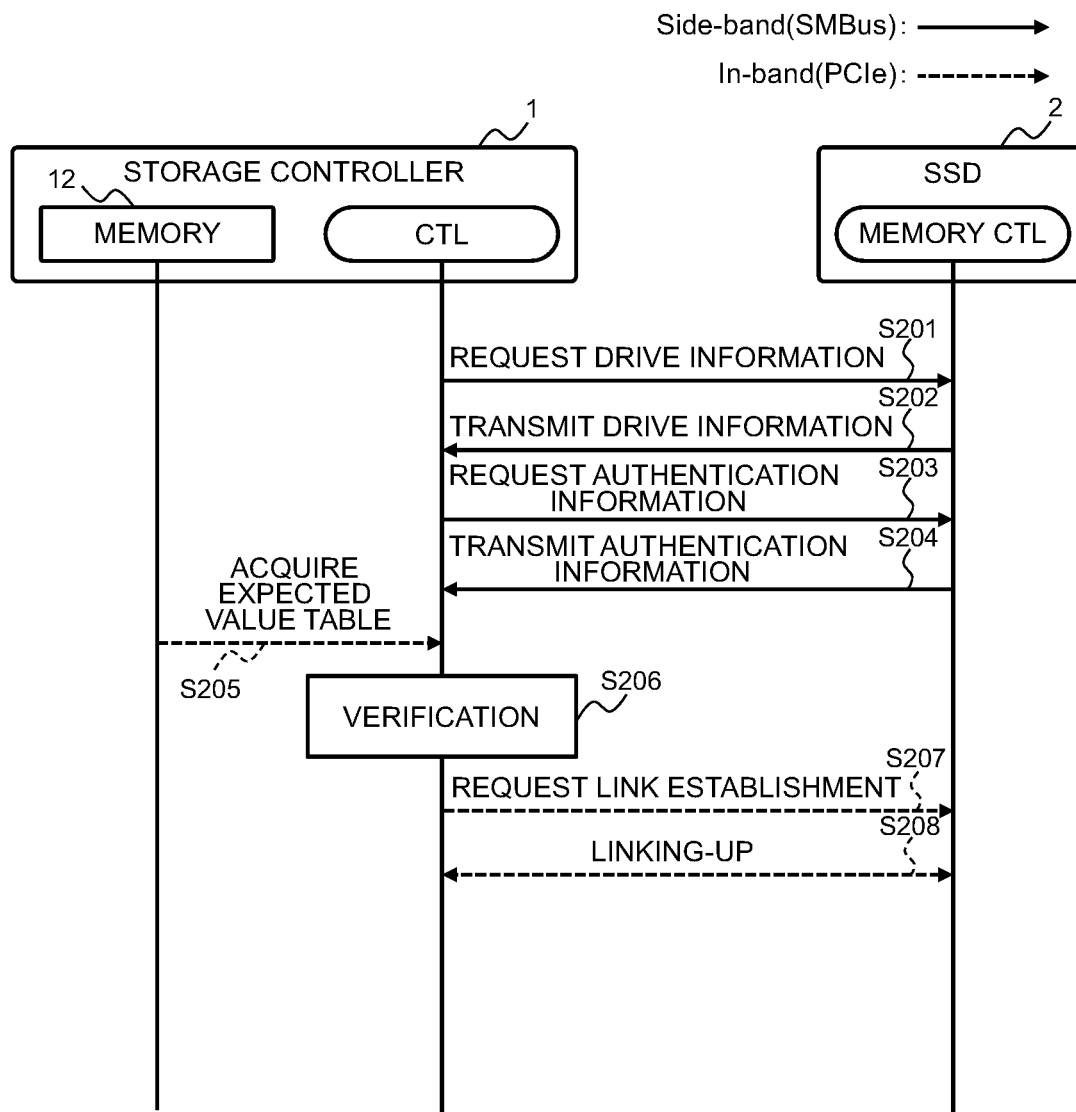 Side-band(SMBus):
In-band(PCIe):
1
2
STORAGE CONTROLLER
SSD
12
MEMORY
CTL
MEMORY CTL
S201
REQUEST DRIVE INFORMATION
S202
TRANSMIT DRIVE INFORMATION
S203
REQUEST AUTHENTICATION
INFORMATION
S204
TRANSMIT AUTHENTICATION
INFORMATION
ACQUIRE
EXPECTED
VALUE TABLE
S205
S206
VERIFICATION
S207
REQUEST LINK ESTABLISHMENT
S208
LINKING-UP